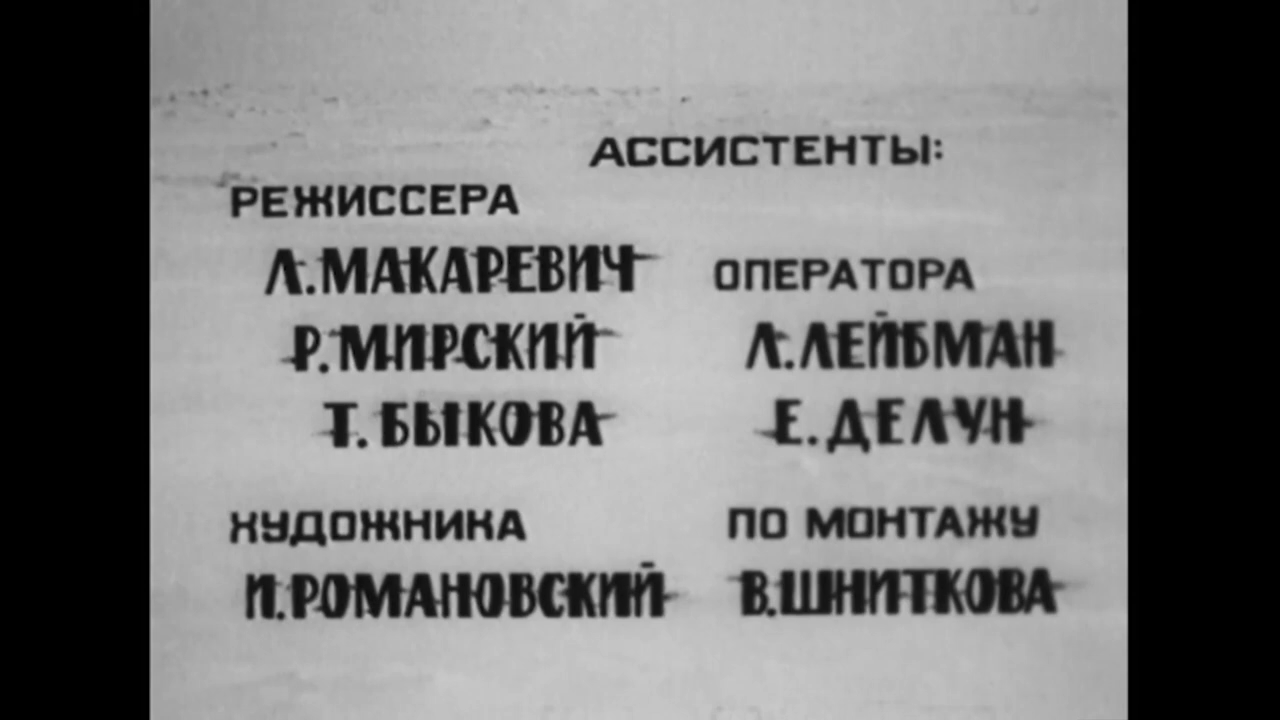 АССИСТЕНТЫ:
РЕЖИССЕРА
Л.МАКАРЕВИЧ
Р.МИРСКИЙ
Т.БЫКОВА
ОПЕРАТОРА
Л.ЛЕЙБМАН
Е.ДЕЛУН
ХУДОЖНИКА
И.РОМАНОВСКИЙ
ПО МОНТАЖУ
В.ШНИТКОВА